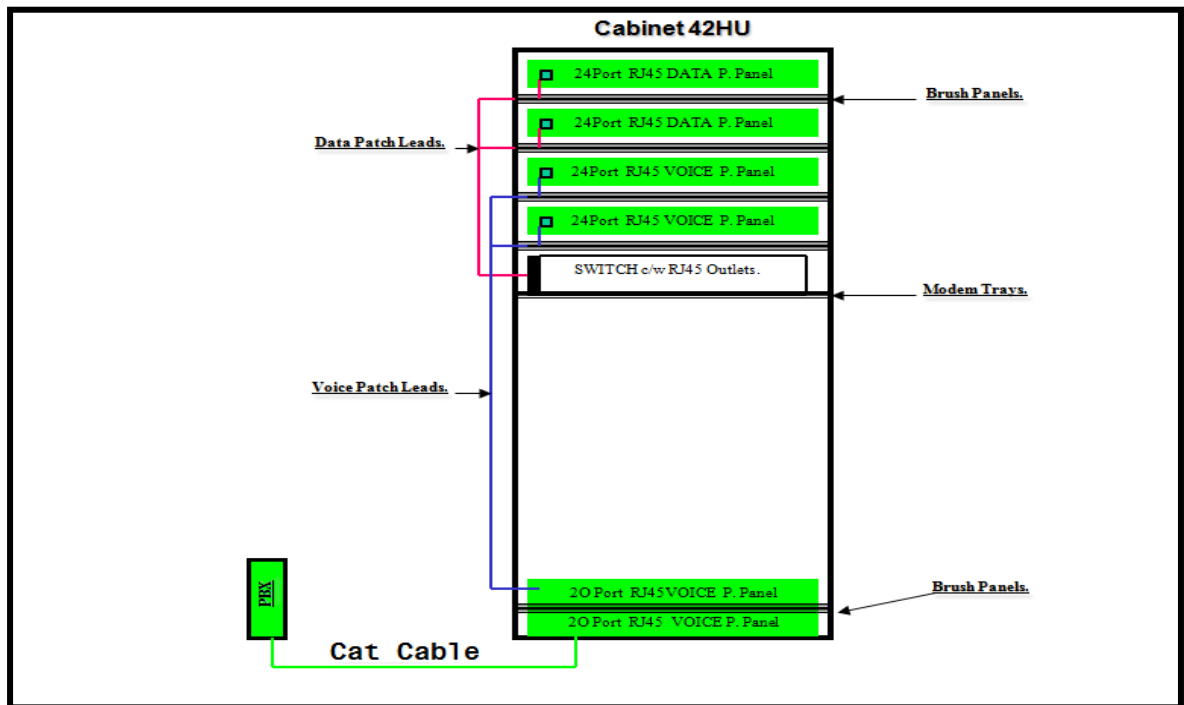 Cabinet 42HU
24Port RJ45 DATA P. Panel
Brush Panels.
24Port RJ45 DATA P. Panel
Data Patch Leads.
24Port RJ45 VOICE P. Panel
24Port RJ45 VOICE P. Panel
SWITCH c/w RJ45 Outlets.
Modem Trays.
Voice Patch Leads.
2O Port RJ45VOICE P. Panel
Brush Panels.
PBX
2O Port RJ45 VOICE P. Panel
Cat Cable